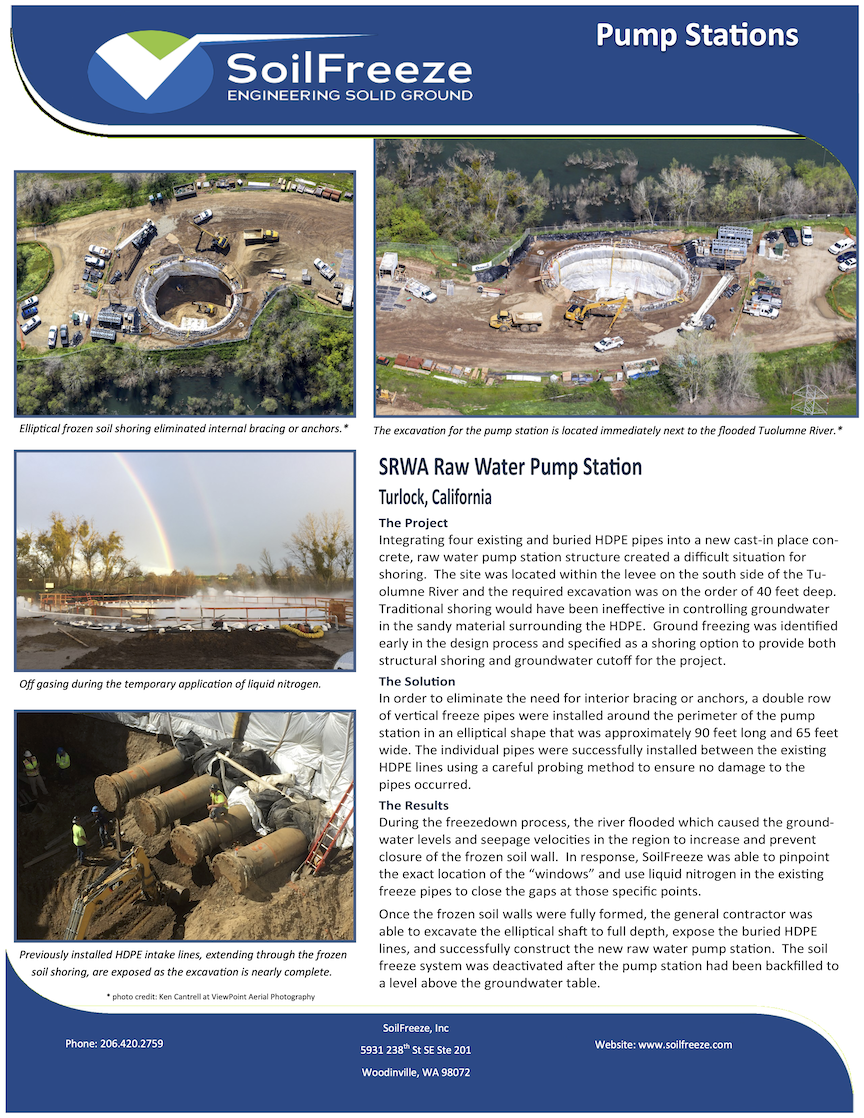 Pump Stations
SoilFreeze
ENGINEERING SOLID GROUND
Elliptical frozen soil shoring eliminated internal bracing or anchors.*
The excavation for the pump station is located immediately next to the flooded Tuolumne River.*
Off gasing during the temporary application of liquid nitrogen.
Previously installed HDPE intake lines, extending through the frozen
soil shoring, are exposed as the excavation is nearly complete.
* photo credit: Ken Cantrell at ViewPoint Aerial Photography
SRWA Raw Water Pump Station
Turlock, California
The Project
Integrating four existing and buried HDPE pipes into a new cast-in place con-
crete, raw water pump station structure created a difficult situation for
shoring.  The site was located within the levee on the south side of the Tu-
olumne River and the required excavation was on the order of 40 feet deep.
Traditional shoring would have been ineffective in controlling groundwater
in the sandy material surrounding the HDPE.  Ground freezing was identified
early in the design process and specified as a shoring option to provide both
structural shoring and groundwater cutoff for the project.
The Solution
In order to eliminate the need for interior bracing or anchors, a double row
of vertical freeze pipes were installed around the perimeter of the pump
station in an elliptical shape that was approximately 90 feet long and 65 feet
wide. The individual pipes were successfully installed between the existing
HDPE lines using a careful probing method to ensure no damage to the
pipes occurred.
The Results
During the freezedown process, the river flooded which caused the ground-
water levels and seepage velocities in the region to increase and prevent
closure of the frozen soil wall.  In response, SoilFreeze was able to pinpoint
the exact location of the “windows” and use liquid nitrogen in the existing
freeze pipes to close the gaps at those specific points.
Once the frozen soil walls were fully formed, the general contractor was
able to excavate the elliptical shaft to full depth, expose the buried HDPE
lines, and successfully construct the new raw water pump station.  The soil
freeze system was deactivated after the pump station had been backfilled to
a level above the groundwater table.
Phone: 206.420.2759
SoilFreeze, Inc
5931 238th St SE Ste 201
Woodinville, WA 98072
Website: www.soilfreeze.com